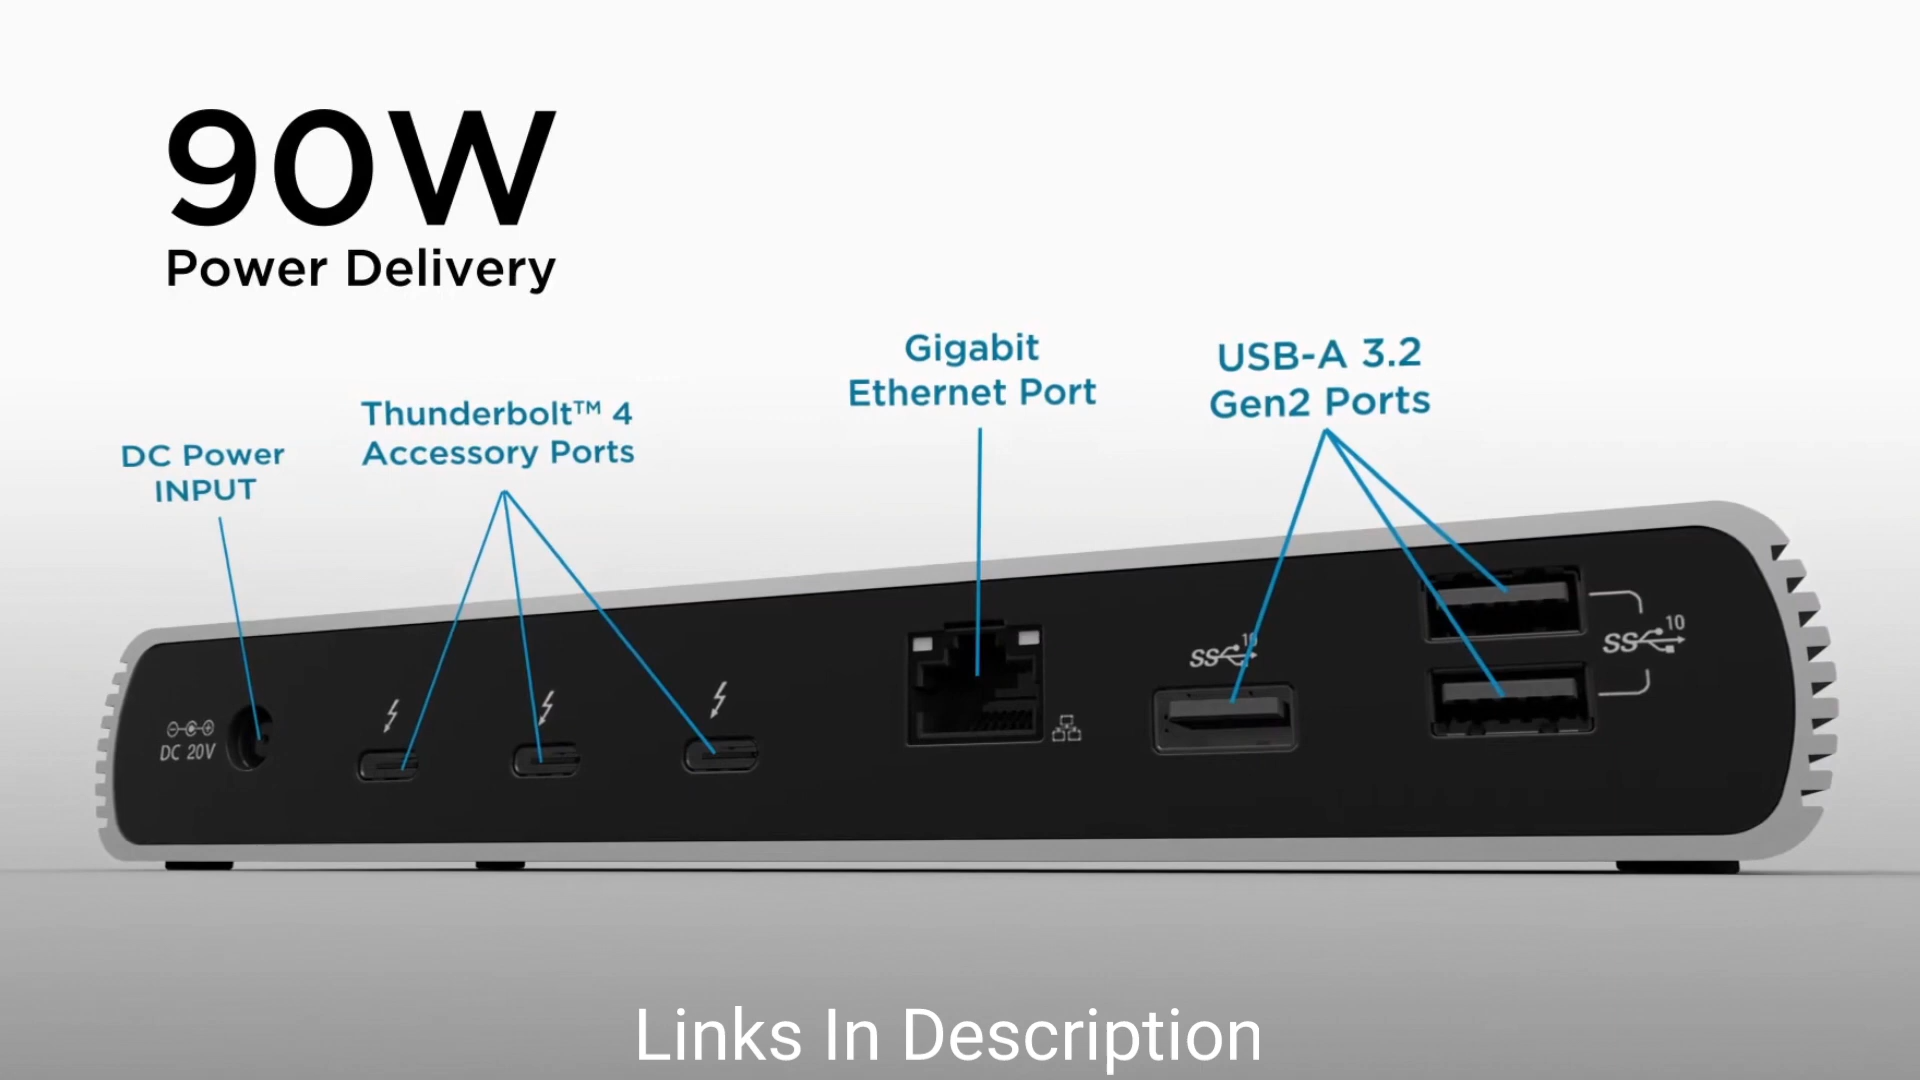 90W
Power Delivery
Gigabit
Ethernet Port
USB-A 3.2
Gen2 Ports
Thunderbolt™ 4
Accessory Ports
DC Power
INPUT
DC 20V
SS 10
SS 10
Links In Description